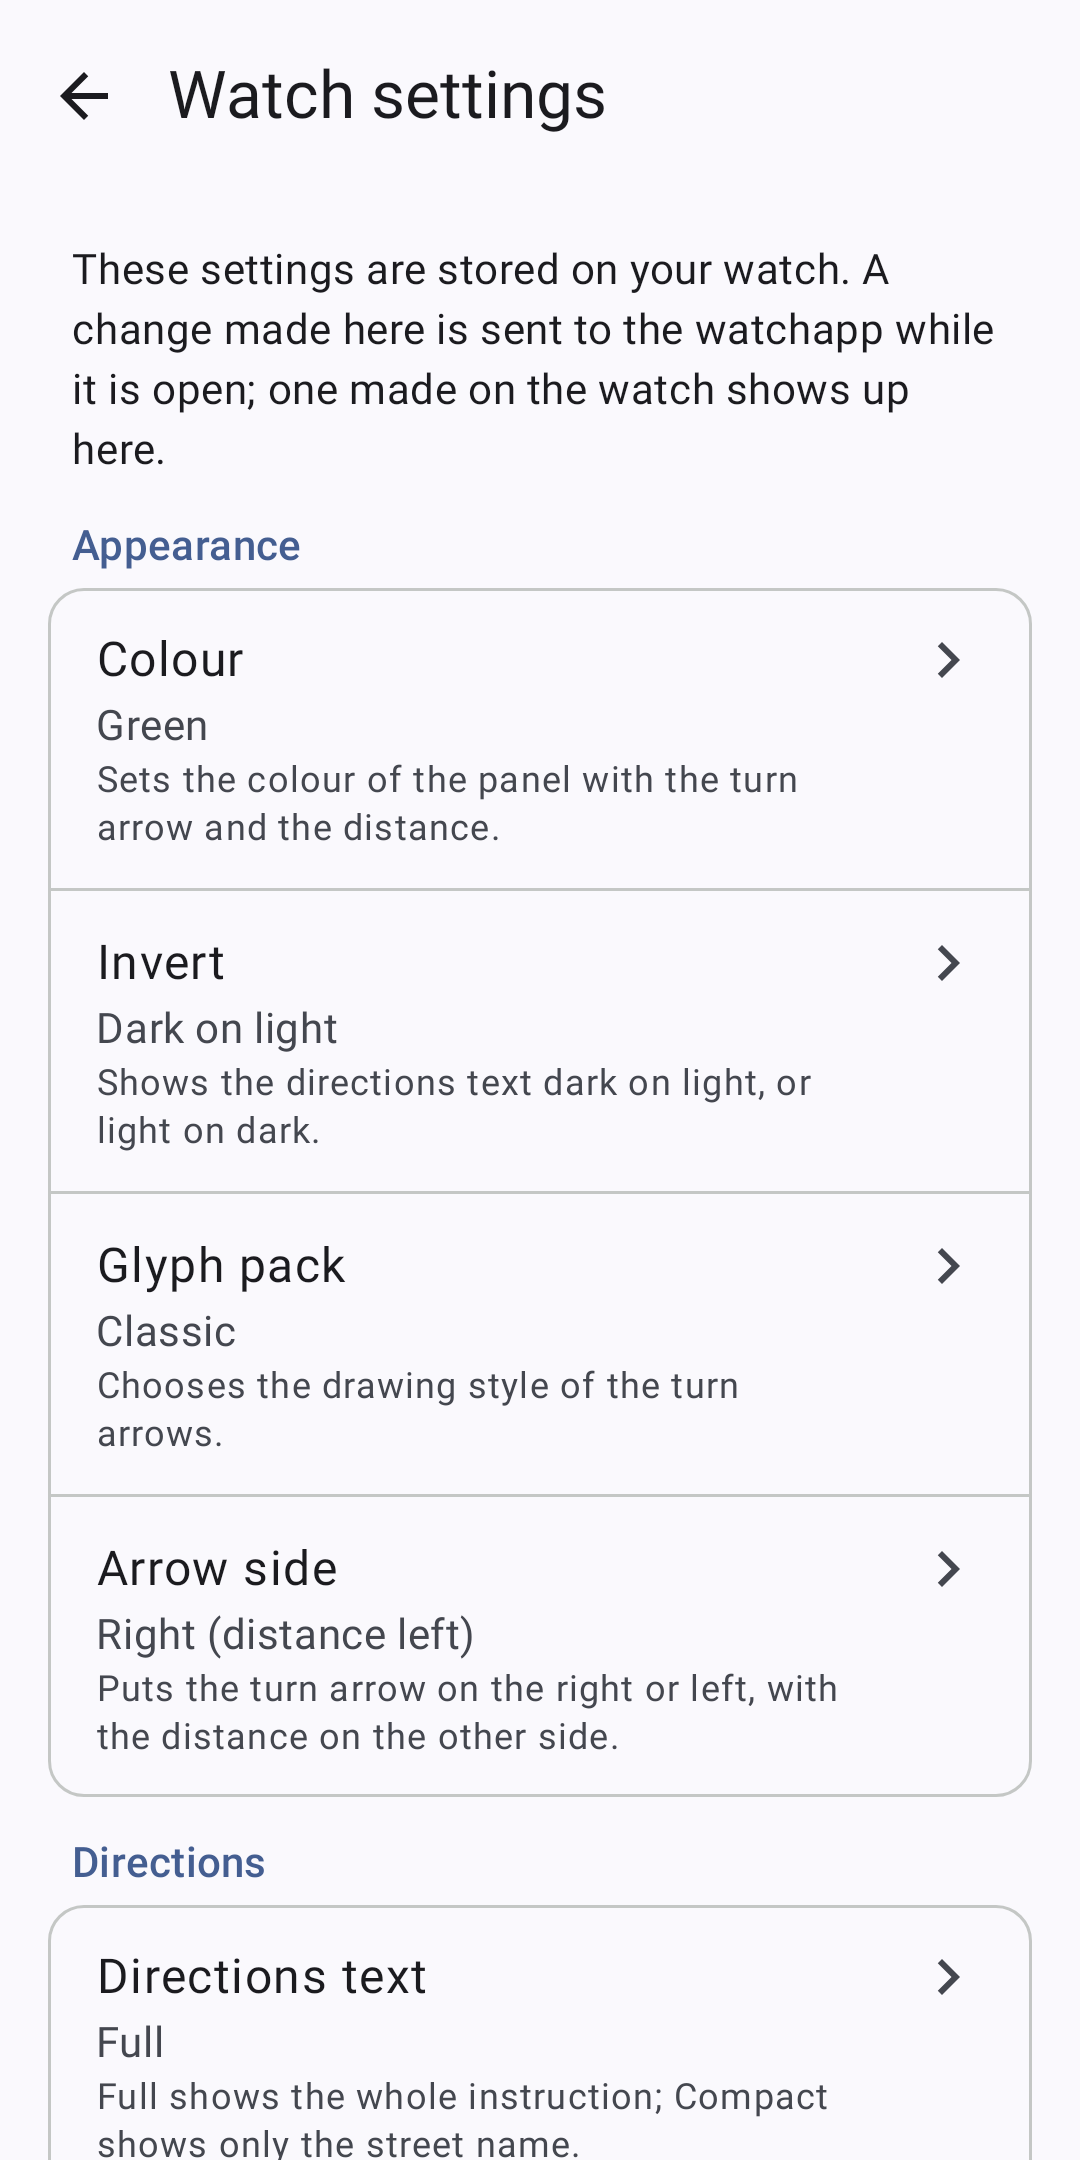 Watch settings
These settings are stored on your watch. A
change made here is sent to the watchapp while
it is open; one made on the watch shows up
here.
Appearance
Colour
Green
Sets the colour of the panel with the turn
arrow and the distance.
Invert
Dark on light
Shows the directions text dark on light, or
light on dark.
Glyph pack
Classic
Chooses the drawing style of the turn
arrows.
Arrow side
Right (distance left)
Puts the turn arrow on the right or left, with
the distance on the other side.
Directions
Directions text
Full
Full shows the whole instruction; Compact
shows only the street name.